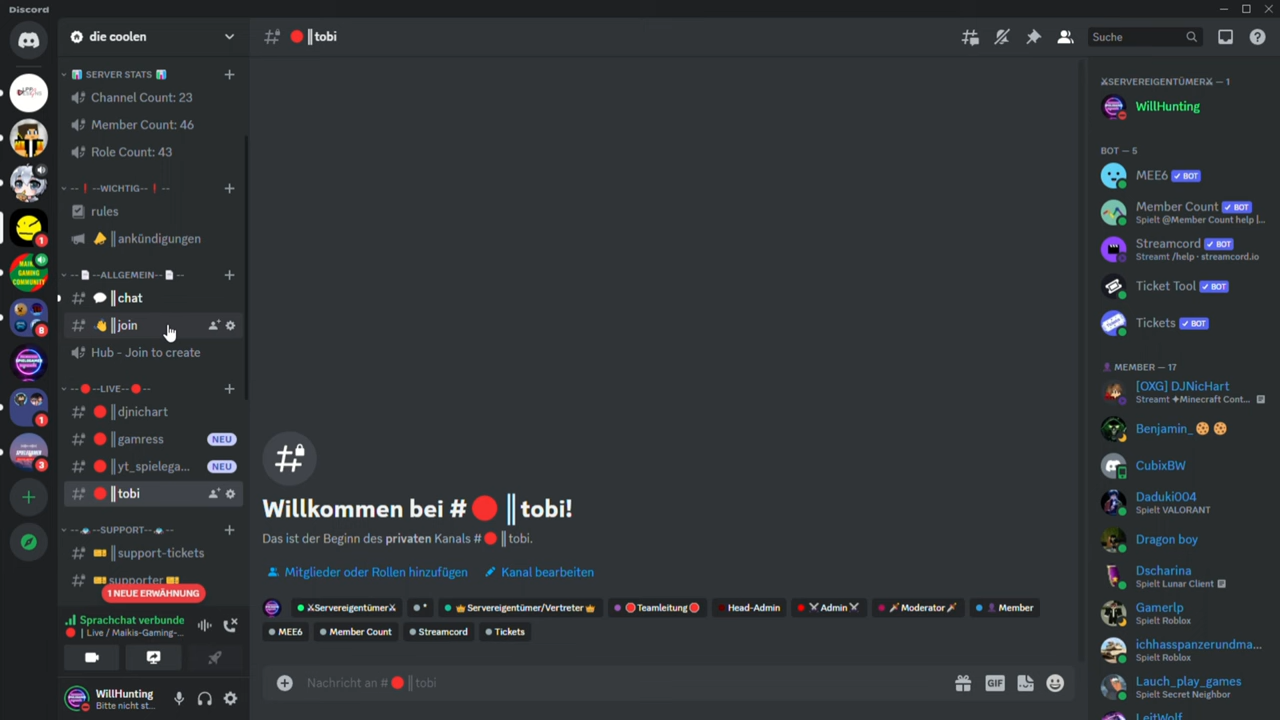 Discord
die coolen
SERVER STATS
Channel Count: 23
Member Count: 46
Role Count: 43
-- ❗--WICHTIG-- ❗ --
rules
📣║ankündigungen
-- 📄--ALLGEMEIN--📄 --
💬║chat
👋║join
Hub - Join to create
--🔴--LIVE--🔴--
🔴║djnichart
🔴║gamress NEU
🔴║yt_spielega... NEU
🔴║tobi
--SUPPORT--
🎫║support-tickets
🎫supporter🎫
1 NEUE ERWÄHNUNG
Sprachchat verbunde
🔴 | Live / Maikis-Gaming-...
WillHunting
Bitte nicht st...
🔴║tobi
Suche
Willkommen bei #🔴║tobi!
Das ist der Beginn des privaten Kanals #🔴║tobi.
Mitglieder oder Rollen hinzufügen
Kanal bearbeiten
⚔Servereigentümer⚔
*
👑Servereigentümer/Vertreter👑
🔴Teamleitung🔴
Head-Admin
⚔Admin⚔
Moderator
👤Member
MEE6
Member Count
Streamcord
Tickets
Nachricht an #🔴║tobi
GIF
⚔SERVEREIGENTÜMER⚔ — 1
WillHunting
BOT — 5
MEE6 ✓ BOT
Member Count ✓ BOT
Spielt @Member Count help |...
Streamcord ✓ BOT
Streamt /help · streamcord.io
Ticket Tool ✓ BOT
Tickets ✓ BOT
👤MEMBER — 17
[OXG] DJNicHart
Streamt ✦Minecraft Cont...
Benjamin_🍪🍪
CubixBW
Daduki004
Spielt VALORANT
Dragon boy
Dscharina
Spielt Lunar Client
Gamerlp
Spielt Roblox
ichhasspanzerundma...
Spielt Roblox
Lauch_play_games
Spielt Secret Neighbor
LeitWolf